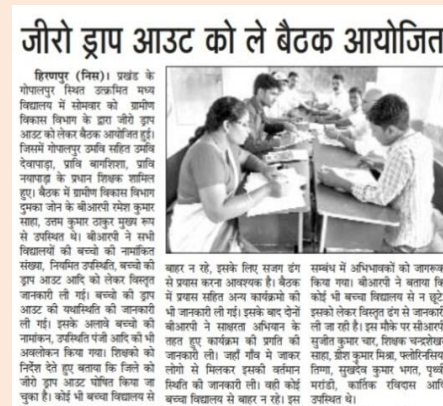 जीरो ड्राप आउट को ले बैठक आयोजित
हिरणपुर (निस)। प्रखंड के
गोपालपुर स्थित उत्क्रमित मध्य
विद्यालय में सोमवार को ग्रामीण
विकास विभाग के द्वारा जीरो ड्राप
आउट को लेकर बैठक आयोजित हुई।
जिसमें गोपालपुर उमवि सहित उमवि
देवापाड़ा, प्रावि बागशिशा, प्रावि
नयापाड़ा के प्रधान शिक्षक शामिल
हुए। बैठक में ग्रामीण विकास विभाग
दुमका जोन के बीआरपी रमेश कुमार
साहा, उत्तम कुमार ठाकुर मुख्य रूप
से उपस्थित थे। बीआरपी ने सभी
विद्यालयों की बच्चो की नामांकित
संख्या, नियमित उपस्थिति, बच्चो की
ड्राप आउट आदि को लेकर विस्तृत
जानकारी ली गई। बच्चो की ड्राप
आउट की यथास्थिति की जानकारी
ली गई। इसके अलावे बच्चो की
नामांकन, उपस्थिति पंजी आदि की भी
अवलोकन किया गया। शिक्षको को
निर्देश देते हुए बताया कि जिले को
जीरो ड्राप आउट घोषित किया जा
चुका है। कोई भी बच्चा विद्यालय से
बाहर न रहे, इसके लिए सजग ढंग
से प्रयास करना आवश्यक है। बैठक
में प्रयास सहित अन्य कार्यक्रमो की
भी जानकारी ली गई। इसके बाद दोनों
बीआरपी ने साक्षरता अभियान के
तहत हुए कार्यक्रम की प्रगति की
जानकारी ली। जहाँ गाँव मे जाकर
लोगो से मिलकर इसकी वर्तमान
स्थिति की जानकारी ली। वही कोई
बच्चा विद्यालय से बाहर न रहे। इस
सम्बंध में अभिभावकों को जागरूक
किया गया। बीआरपी ने बताया कि
कोई भी बच्चा विद्यालय से न छूटे
इसको लेकर विस्तृत ढंग से जानकारी
ली जा रही है। इस मौके पर सीआरपी
सुजीत कुमार चार, शिक्षक चन्द्रशेखर
साहा, ग्रीश कुमार मिश्रा, फ्लोरिनसिया
तिग्गा, सुखदेव कुमार भगत, पृथ्वी
मरांडी, कार्तिक रविदास आदि
उपस्थित थे।